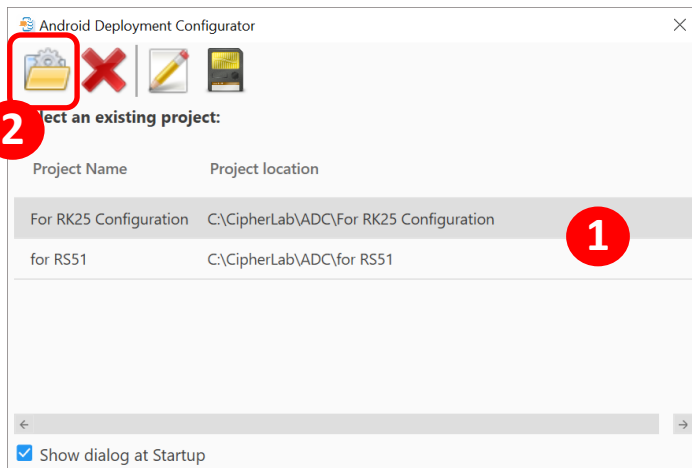 Android Deployment Configurator
2
lect an existing project:
Project Name Project location
For RK25 Configuration C:\CipherLab\ADC\For RK25 Configuration
1
for RS51 C:\CipherLab\ADC\for RS51
Show dialog at Startup